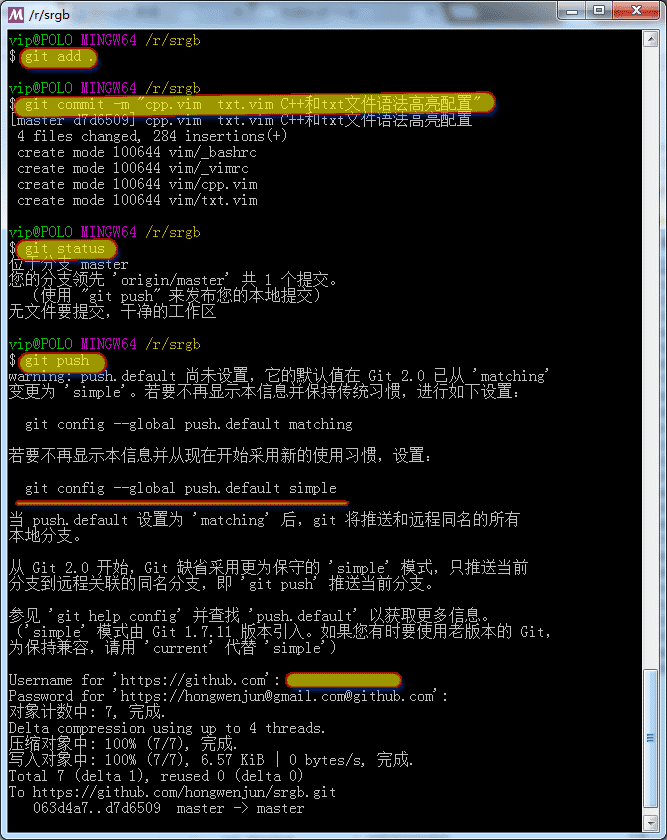 /r/srgb
vip@POLO MINGW64 /r/srgb
$ git add .
vip@POLO MINGW64 /r/srgb
$ git commit -m "cpp.vim  txt.vim C++和txt文件语法高亮配置"
[master d7d6509] cpp.vim  txt.vim C++和txt文件语法高亮配置
 4 files changed, 284 insertions(+)
 create mode 100644 vim/_bashrc
 create mode 100644 vim/_vimrc
 create mode 100644 vim/cpp.vim
 create mode 100644 vim/txt.vim
vip@POLO MINGW64 /r/srgb
$ git status
位于分支 master
您的分支领先 'origin/master' 共 1 个提交。
  （使用 "git push" 来发布您的本地提交）
无文件要提交，干净的工作区
vip@POLO MINGW64 /r/srgb
$ git push
warning: push.default 尚未设置，它的默认值在 Git 2.0 已从 'matching'
变更为 'simple'。若要不再显示本信息并保持传统习惯，进行如下设置：
  git config --global push.default matching
若要不再显示本信息并从现在开始采用新的使用习惯，设置：
  git config --global push.default simple
当 push.default 设置为 'matching' 后，git 将推送和远程同名的所有
本地分支。
从 Git 2.0 开始，Git 缺省采用更为保守的 'simple' 模式，只推送当前
分支到远程关联的同名分支，即 'git push' 推送当前分支。
参见 'git help config' 并查找 'push.default' 以获取更多信息。
（'simple' 模式由 Git 1.7.11 版本引入。如果您有时要使用老版本的 Git，
为保持兼容，请用 'current' 代替 'simple'）
Username for 'https://github.com':
Password for 'https://hongwenjun@gmail.com@github.com':
对象计数中: 7, 完成.
Delta compression using up to 4 threads.
压缩对象中: 100% (7/7), 完成.
写入对象中: 100% (7/7), 6.57 KiB | 0 bytes/s, 完成.
Total 7 (delta 1), reused 0 (delta 0)
To https://github.com/hongwenjun/srgb.git
   063d4a7..d7d6509  master -> master